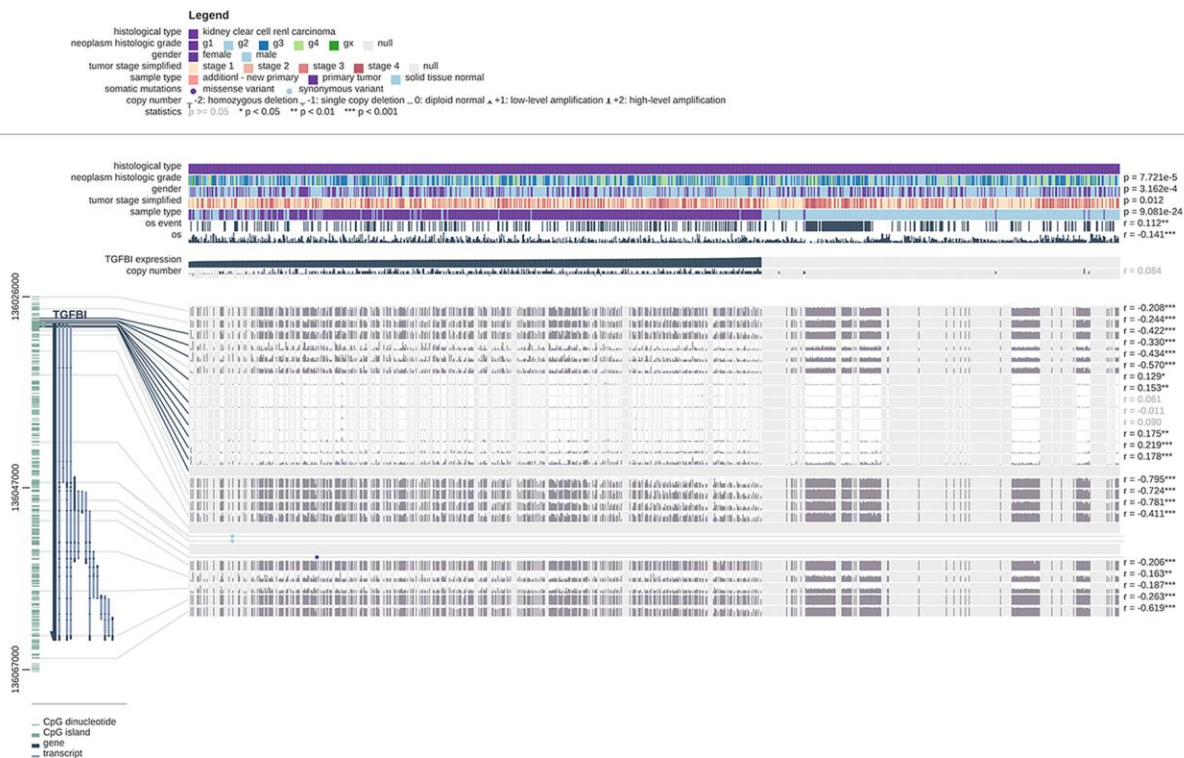 Legend
histological type kidney clear cell renl carcinoma
neoplasm histologic grade g1 g2 g3 g4 gx null
gender female male
tumor stage simplified stage 1 stage 2 stage 3 stage 4 null
sample type additionl - new primary primary tumor solid tissue normal
somatic mutations missense variant synonymous variant
copy number -2: homozygous deletion -1: single copy deletion 0: diploid normal +1: low-level amplification +2: high-level amplification
statistics p >= 0.05 * p < 0.05 ** p < 0.01 *** p < 0.001
histological type
neoplasm histologic grade p = 7.721e-5
gender p = 3.162e-4
tumor stage simplified p = 0.012
sample type p = 9.081e-24
os event r = 0.112**
os r = -0.141***
TGFBI expression
copy number r = 0.084
136028000
TGFBI
r = -0.208***
r = -0.244***
r = -0.422***
r = -0.330***
r = -0.434***
r = -0.570***
r = 0.129*
r = 0.153**
r = 0.061
r = -0.011
r = 0.090
r = 0.175**
r = 0.219***
r = 0.178***
136047000
r = -0.795***
r = -0.724***
r = -0.781***
r = -0.411***
r = -0.206***
r = -0.163**
r = -0.187***
r = -0.263***
r = -0.619***
136067000
CpG dinucleotide
CpG island
gene
transcript